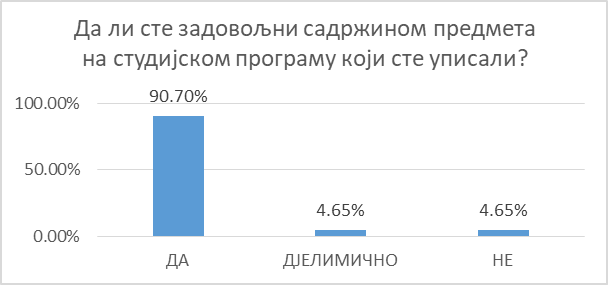 Да ли сте задовољни садржином предмета
на студијском програму који сте уписали?
90.70%
100.00%
50.00%
4.65% 4.65%
0.00%
ДА ДЈЕЛИМИЧНО НЕ